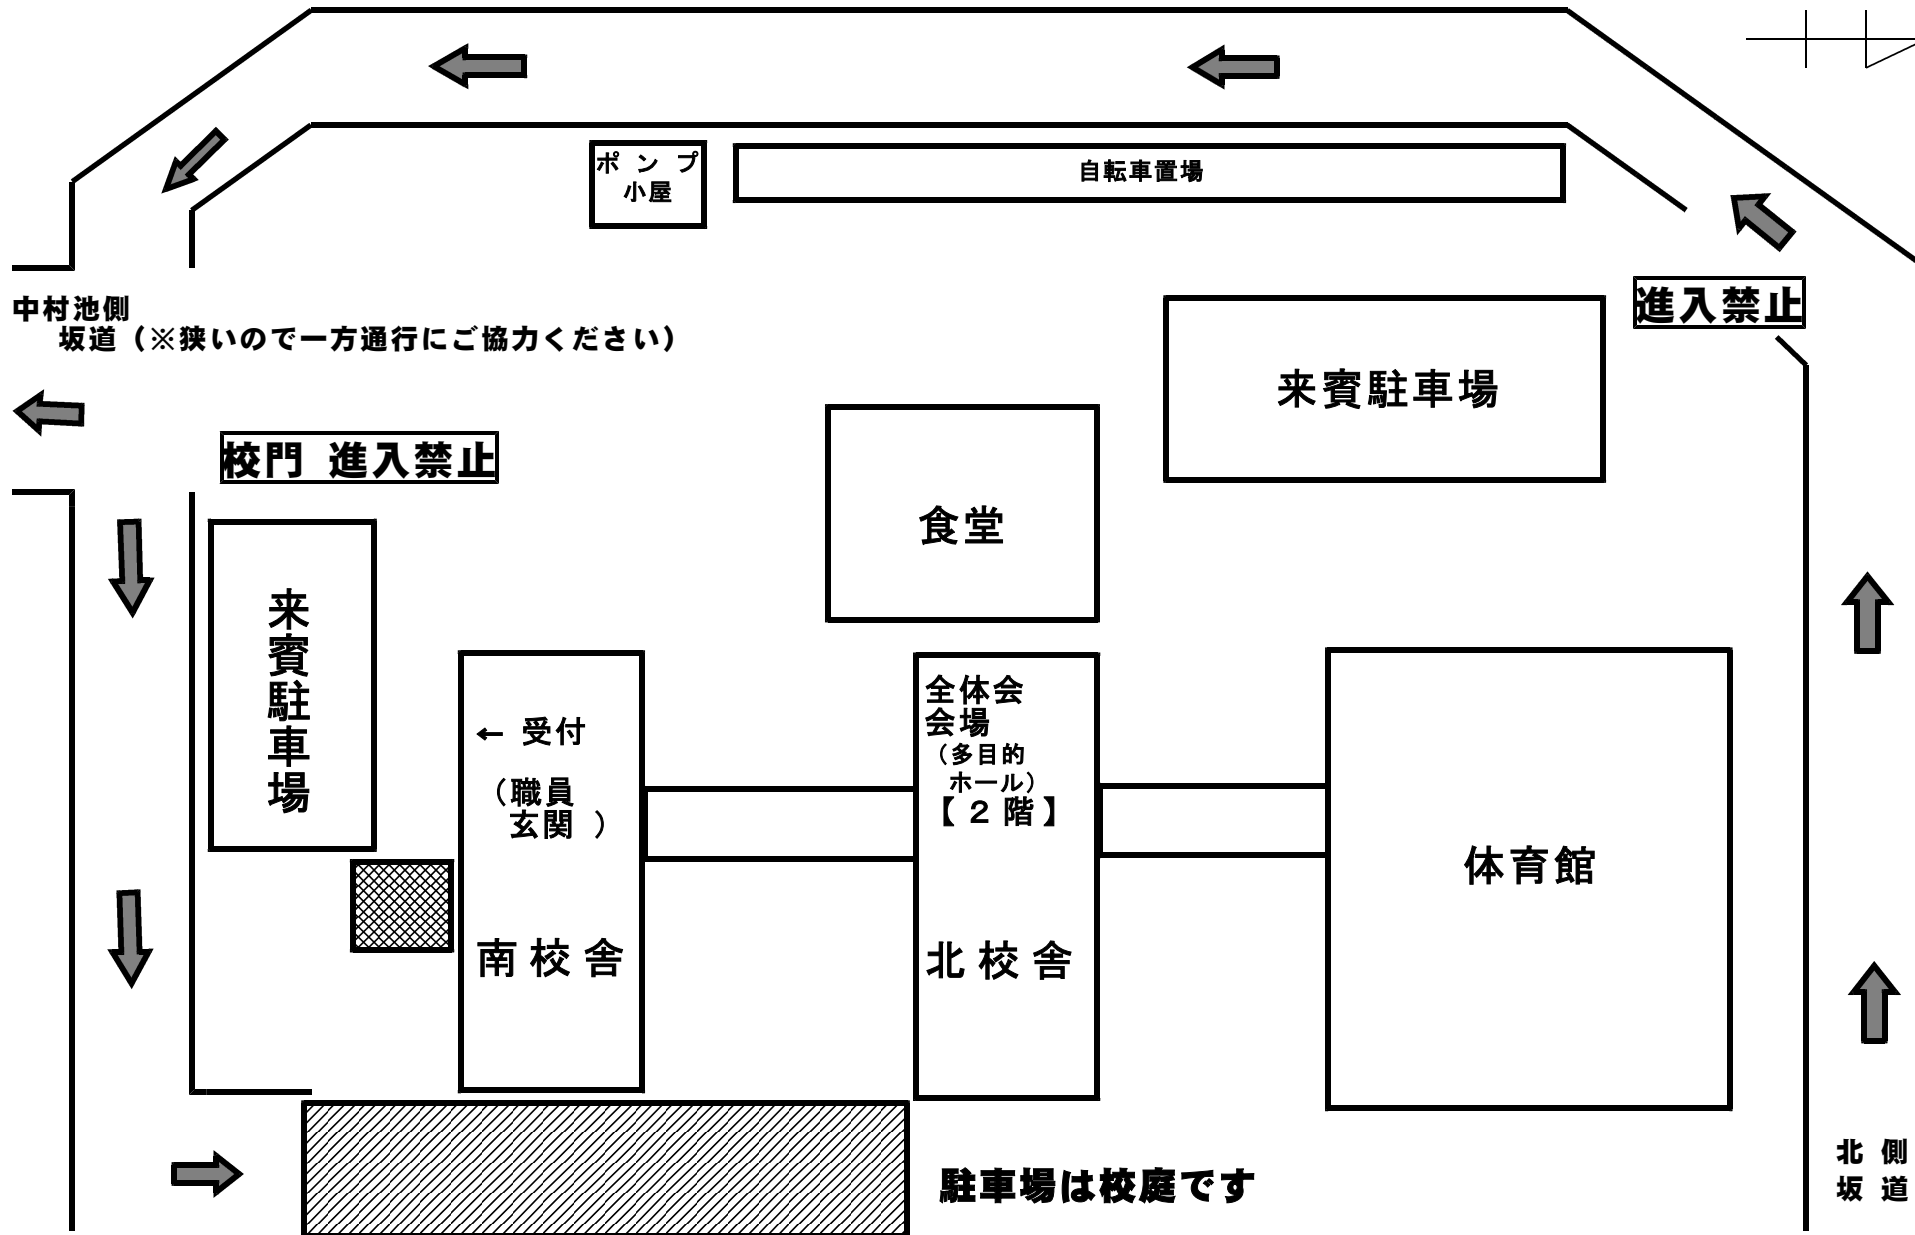 ポ ン プ
小屋
自転車置場
進入禁止
中村池側
坂道（※狭いので一方通行にご協力ください）
来賓駐車場
校門 進入禁止
食堂
来賓駐車場
← 受付
（職員
玄関 ）
南校舎
全体会
会場
（多目的
ホール）
【２階】
北校舎
体育館
北 側
坂 道
駐車場は校庭です